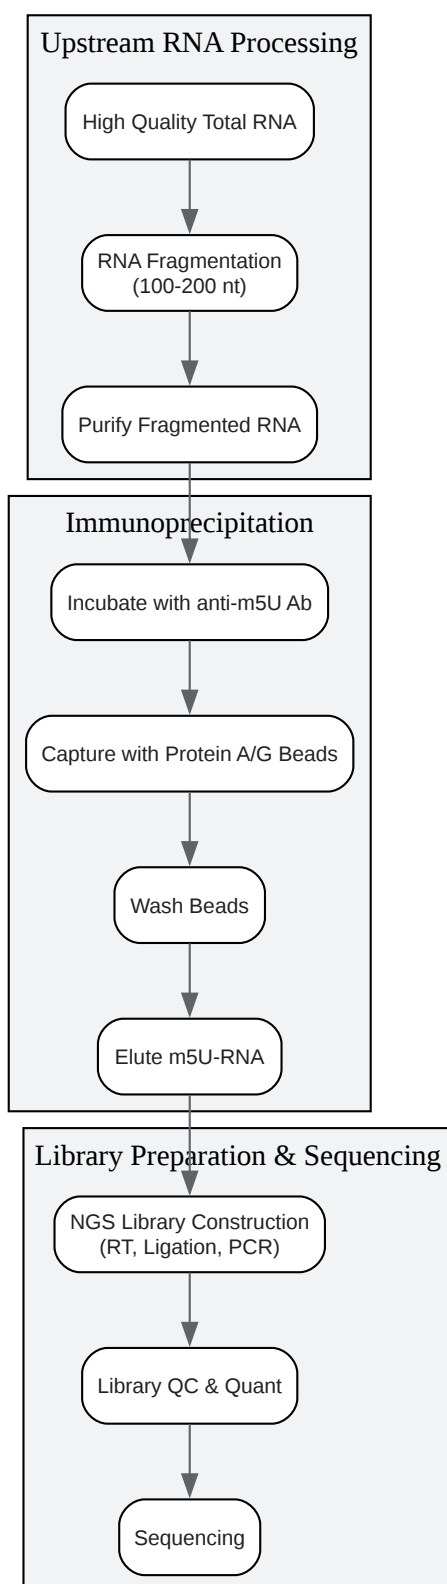 Upstream RNA Processing
High Quality Total RNA
RNA Fragmentation
(100-200 nt)
Purify Fragmented RNA
Immunoprecipitation
Incubate with anti-m5U Ab
Capture with Protein A/G Beads
Wash Beads
Elute m5U-RNA
Library Preparation & Sequencing
NGS Library Construction
(RT, Ligation, PCR)
Library QC & Quant
Sequencing